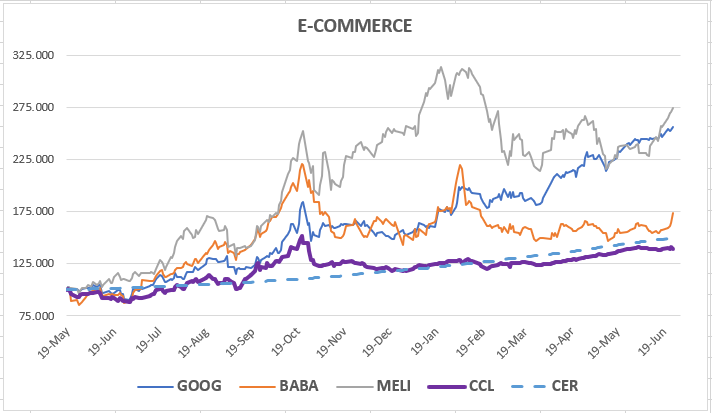 E-COMMERCE
325.000
275.000
225.000
175.000
125.000
75.000
19-May 19-Jun 19-Jul 19-Aug 19-Sep 19-Oct 19-Nov 19-Dec 19-Jan 19-Feb 19-Mar 19-Apr 19-May 19-Jun
GOOG BABA MELI CCL CER